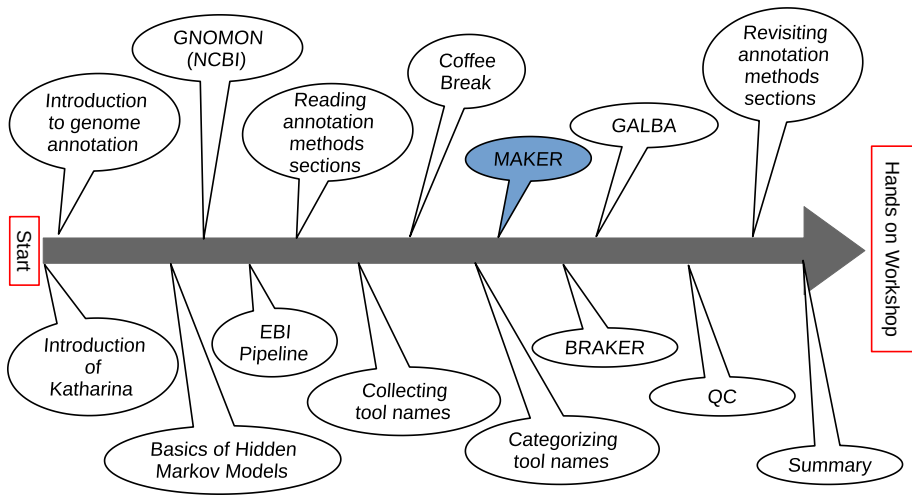 Start
Introduction
of
Katharina
Introduction
to genome
annotation
Basics of Hidden
Markov Models
GNOMON
(NCBI)
EBI
Pipeline
Reading
annotation
methods
sections
Collecting
tool names
Coffee
Break
Categorizing
tool names
MAKER
BRAKER
GALBA
QC
Revisiting
annotation
methods
sections
Summary
Hands on Workshop